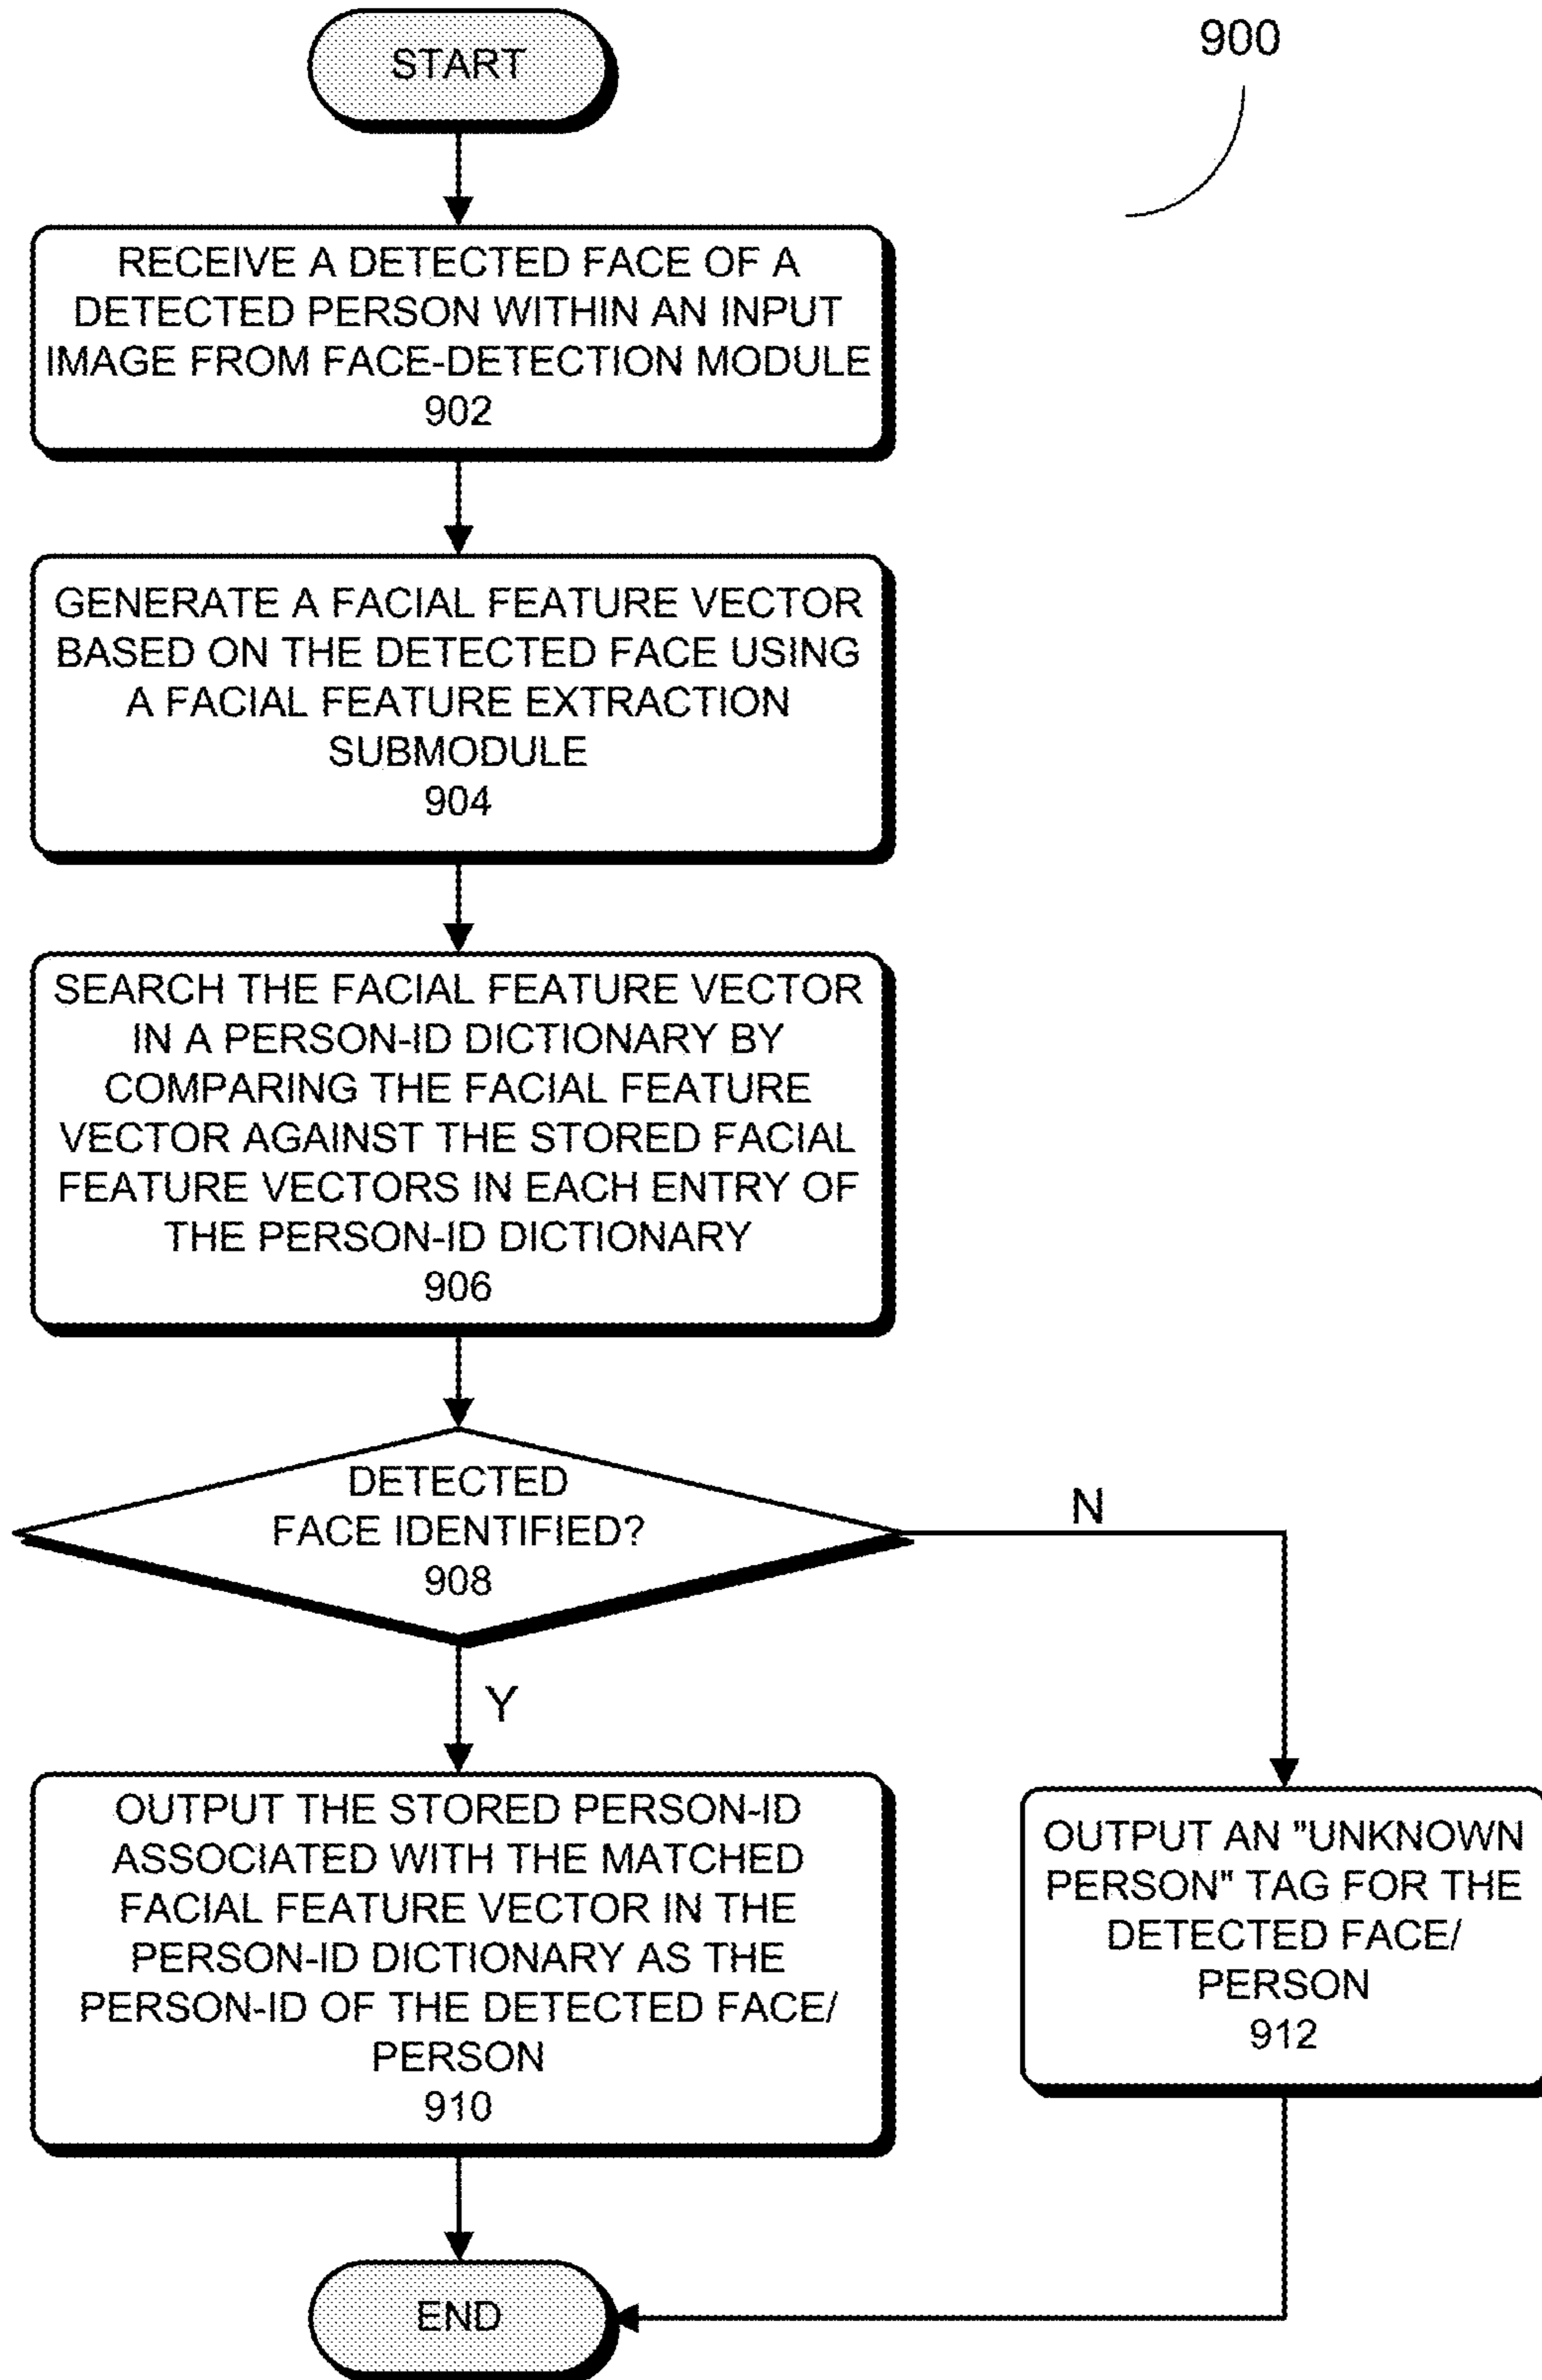 START
900
RECEIVE A DETECTED FACE OF A
DETECTED PERSON WITHIN AN INPUT
IMAGE FROM FACE-DETECTION MODULE
902
GENERATE A FACIAL FEATURE VECTOR
BASED ON THE DETECTED FACE USING
A FACIAL FEATURE EXTRACTION
SUBMODULE
904
SEARCH THE FACIAL FEATURE VECTOR
IN A PERSON-ID DICTIONARY BY
COMPARING THE FACIAL FEATURE
VECTOR AGAINST THE STORED FACIAL
FEATURE VECTORS IN EACH ENTRY OF
THE PERSON-ID DICTIONARY
906
DETECTED
FACE IDENTIFIED?
908
N
Y
OUTPUT THE STORED PERSON-ID
ASSOCIATED WITH THE MATCHED
FACIAL FEATURE VECTOR IN THE
PERSON-ID DICTIONARY AS THE
PERSON-ID OF THE DETECTED FACE/
PERSON
910
OUTPUT AN "UNKNOWN
PERSON" TAG FOR THE
DETECTED FACE/
PERSON
912
END